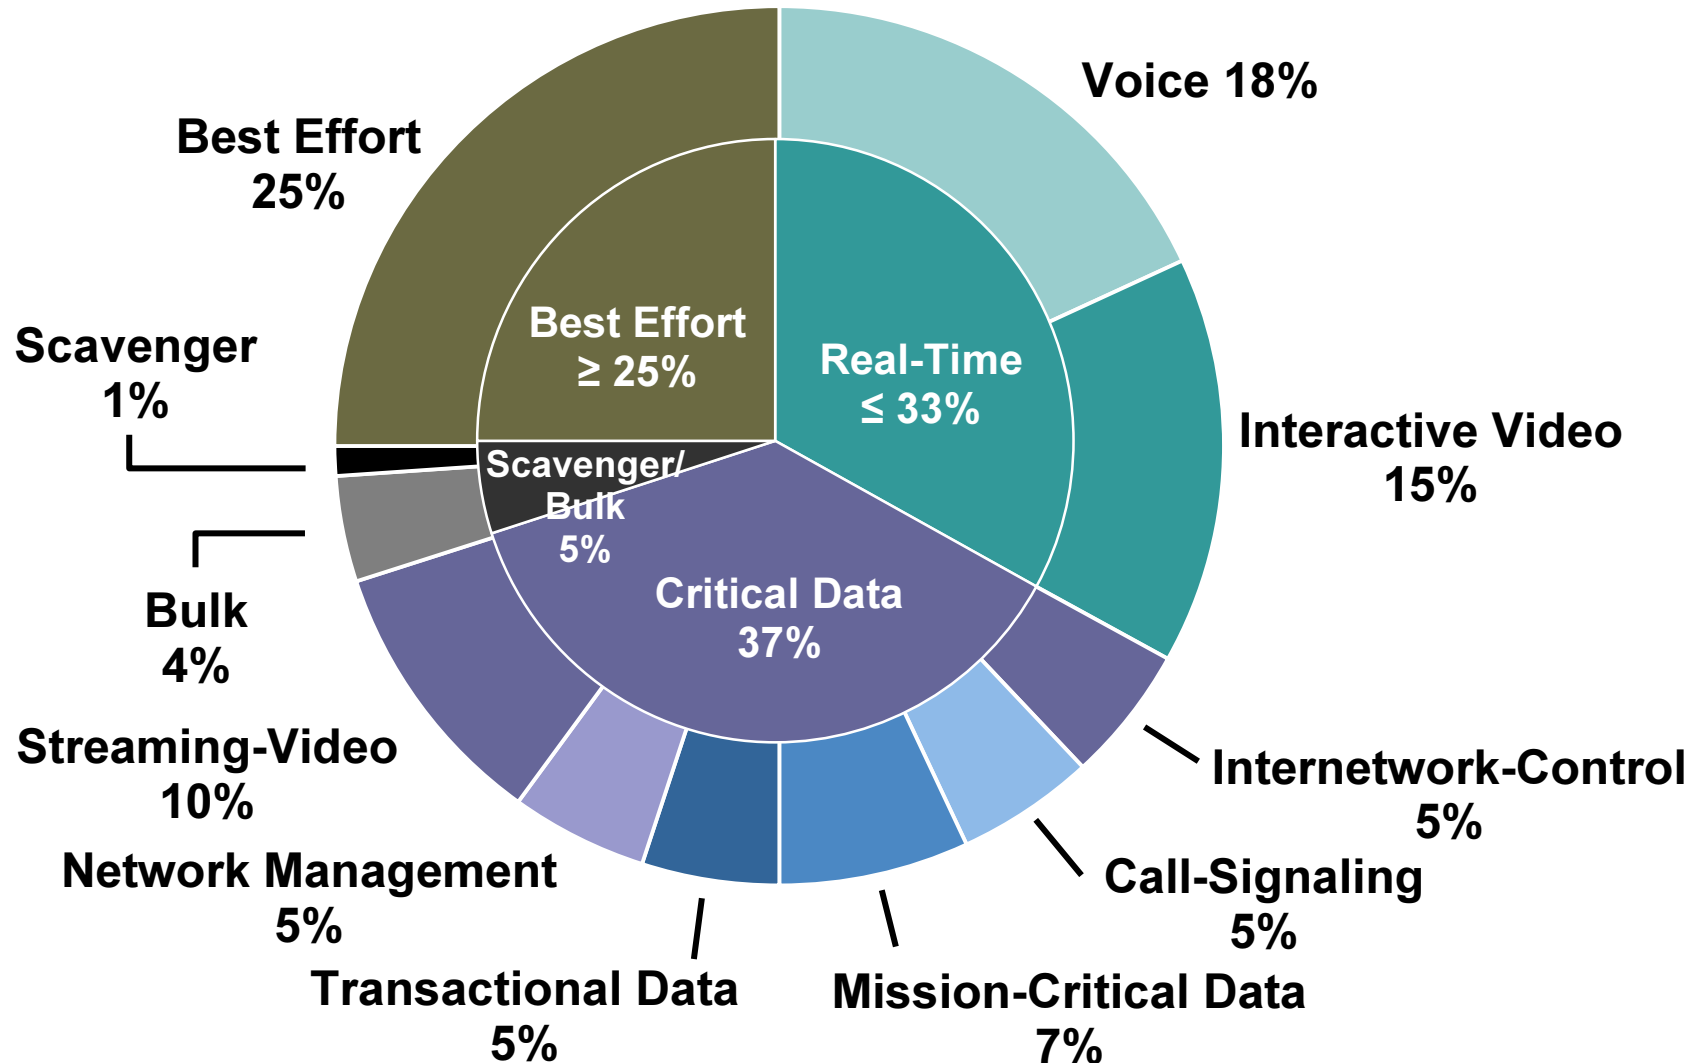 Voice 18%
Best Effort
25%
Best Effort
≥ 25%
Real-Time
≤ 33%
Scavenger
1%
Interactive Video
15%
Scavenger/
Bulk
5%
Critical Data
37%
Bulk
4%
Streaming-Video
10%
Internetwork-Control
5%
Network Management
5%
Call-Signaling
5%
Transactional Data
5%
Mission-Critical Data
7%